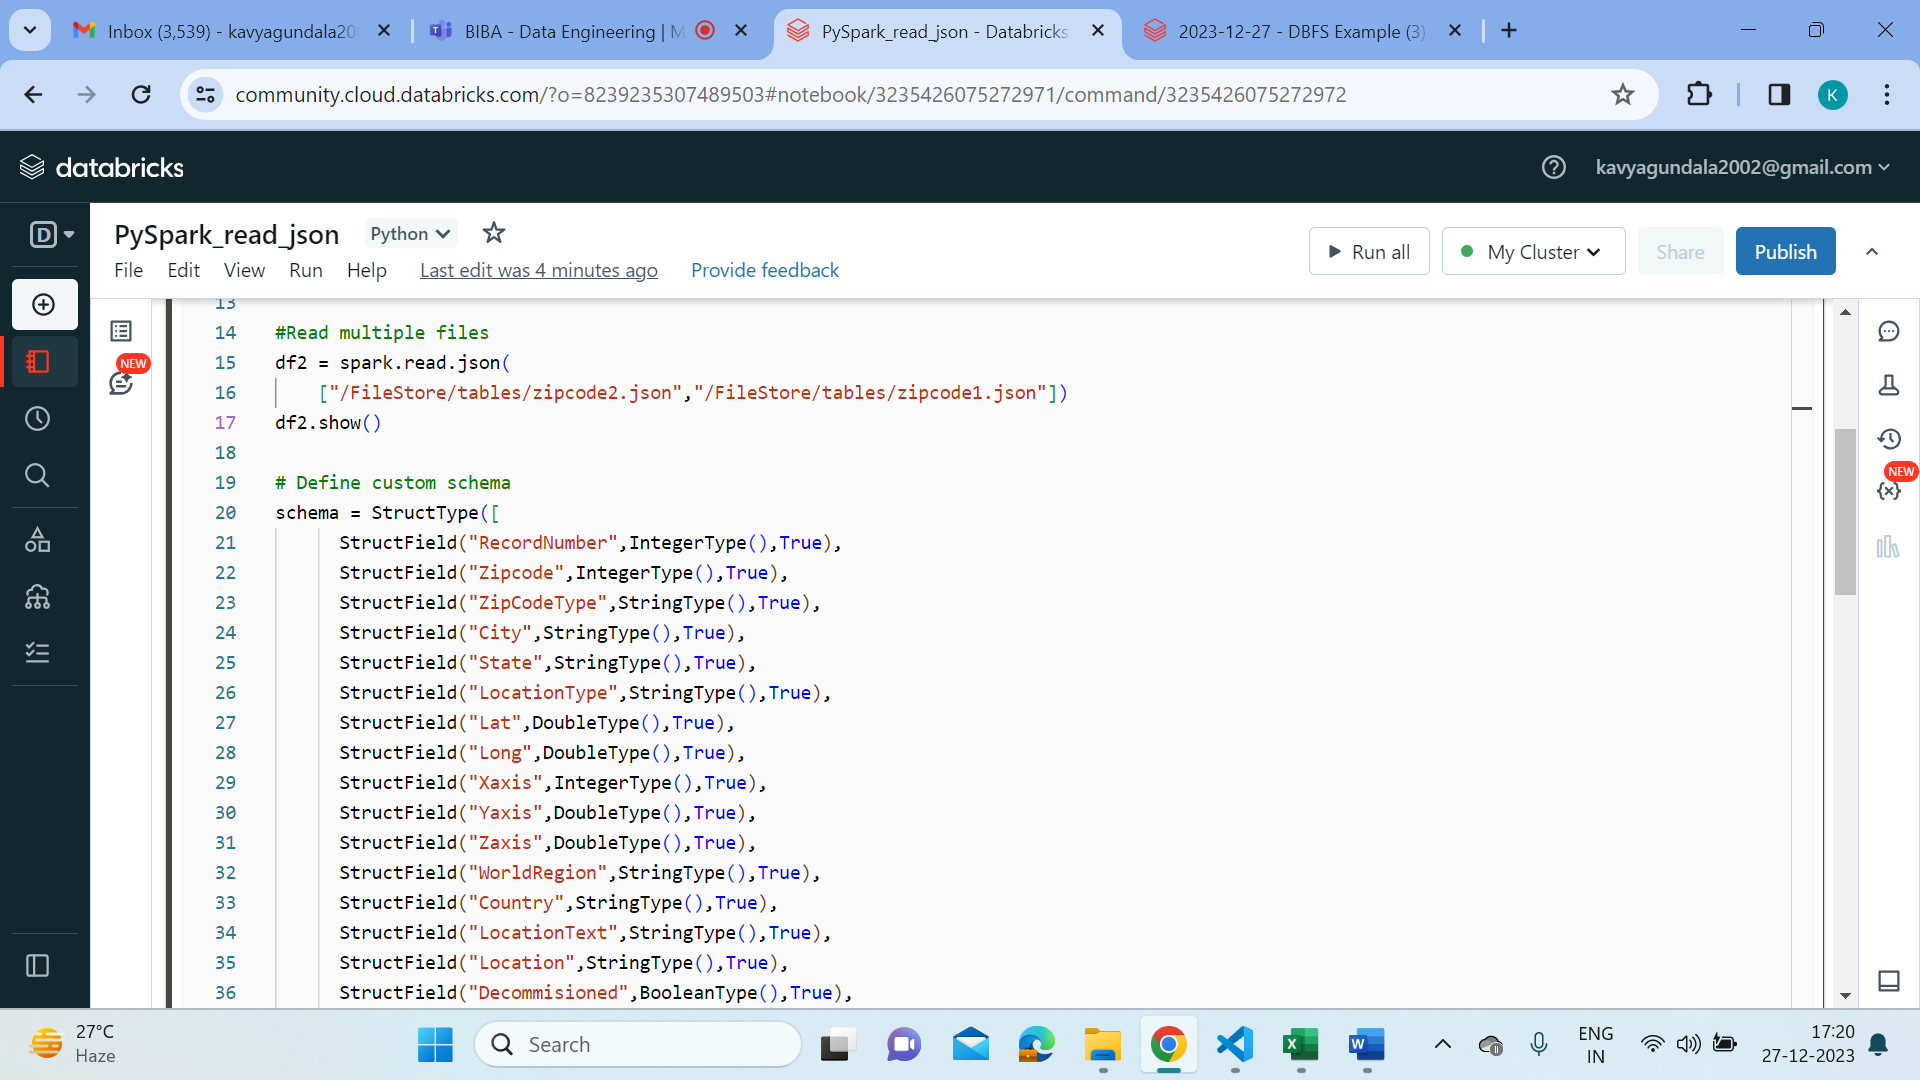 Inbox (3,539) - kavyagundala20
BIBA - Data Engineering | M
PySpark_read_json - Databricks
2023-12-27 - DBFS Example (3)
community.cloud.databricks.com/?o=8239235307489503#notebook/3235426075272971/command/3235426075272972
K
databricks
kavyagundala2002@gmail.com
D
PySpark_read_json
Python
File Edit View Run Help Last edit was 4 minutes ago Provide feedback
Run all
My Cluster
Share
Publish
NEW
NEW
13
14 #Read multiple files
15 df2 = spark.read.json(
16 ["/FileStore/tables/zipcode2.json","/FileStore/tables/zipcode1.json"])
17 df2.show()
18
19 # Define custom schema
20 schema = StructType([
21 StructField("RecordNumber",IntegerType(),True),
22 StructField("Zipcode",IntegerType(),True),
23 StructField("ZipCodeType",StringType(),True),
24 StructField("City",StringType(),True),
25 StructField("State",StringType(),True),
26 StructField("LocationType",StringType(),True),
27 StructField("Lat",DoubleType(),True),
28 StructField("Long",DoubleType(),True),
29 StructField("Xaxis",IntegerType(),True),
30 StructField("Yaxis",DoubleType(),True),
31 StructField("Zaxis",DoubleType(),True),
32 StructField("WorldRegion",StringType(),True),
33 StructField("Country",StringType(),True),
34 StructField("LocationText",StringType(),True),
35 StructField("Location",StringType(),True),
36 StructField("Decommisioned",BooleanType(),True),
27°C
Haze
Search
ENG
IN
17:20
27-12-2023